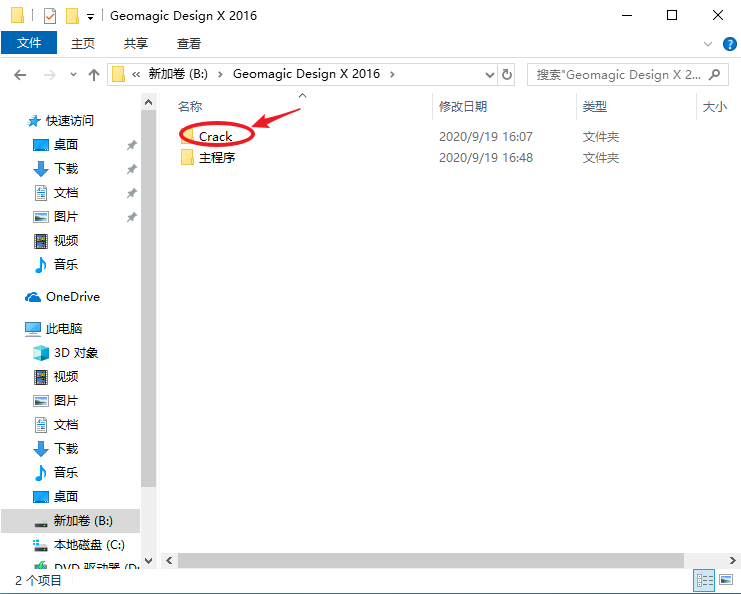 Geomagic Design X 2016
文件 主页 共享 查看
« 新加卷 (B:) › Geomagic Design X 2016 › 搜索"Geomagic Design X 2...
名称 修改日期 类型 大小
Crack 2020/9/19 16:07 文件夹
主程序 2020/9/19 16:48 文件夹
快速访问
桌面
下载
文档
图片
视频
音乐
OneDrive
此电脑
3D 对象
视频
图片
文档
下载
音乐
桌面
新加卷 (B:)
本地磁盘 (C:)
DVD 驱动器 (D:
2 个项目